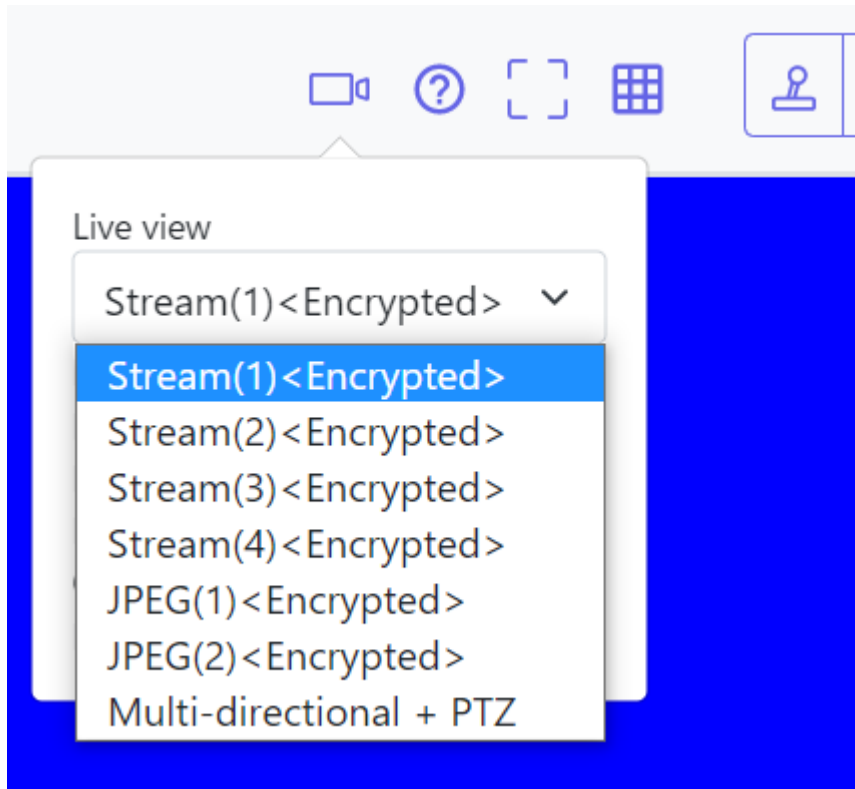 Live view
Stream(1)<Encrypted>
Stream(1)<Encrypted>
Stream(2)<Encrypted>
Stream(3)<Encrypted>
Stream(4)<Encrypted>
JPEG(1)<Encrypted>
JPEG(2)<Encrypted>
Multi-directional + PTZ